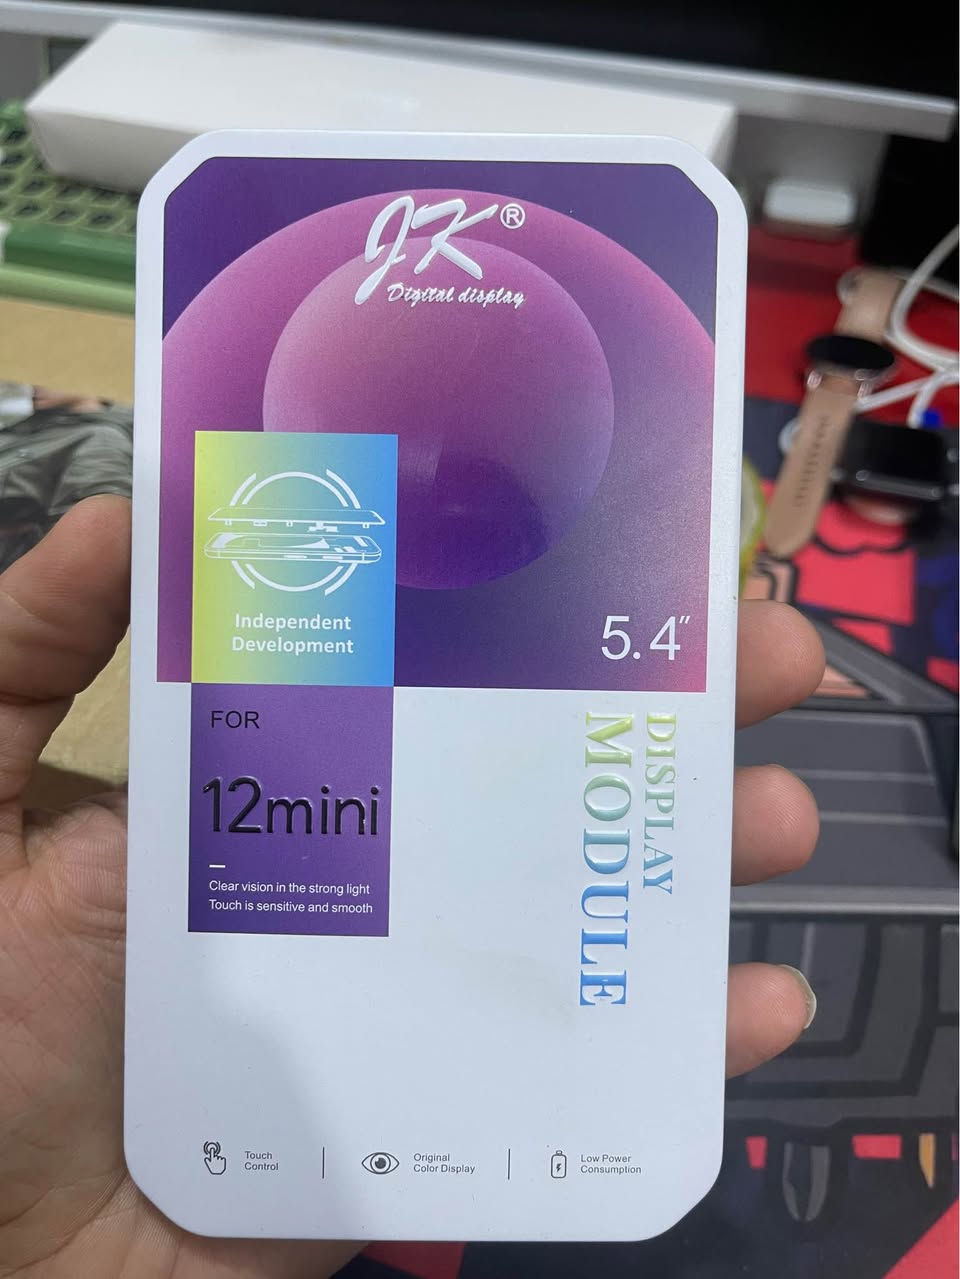 JK®
Digital display
Independent
Development
5.4"
FOR
12mini
Clear vision in the strong light
Touch is sensitive and smooth
DISPLAY
MODULE
Touch
Control
Original
Color Display
Low Power
Consumption